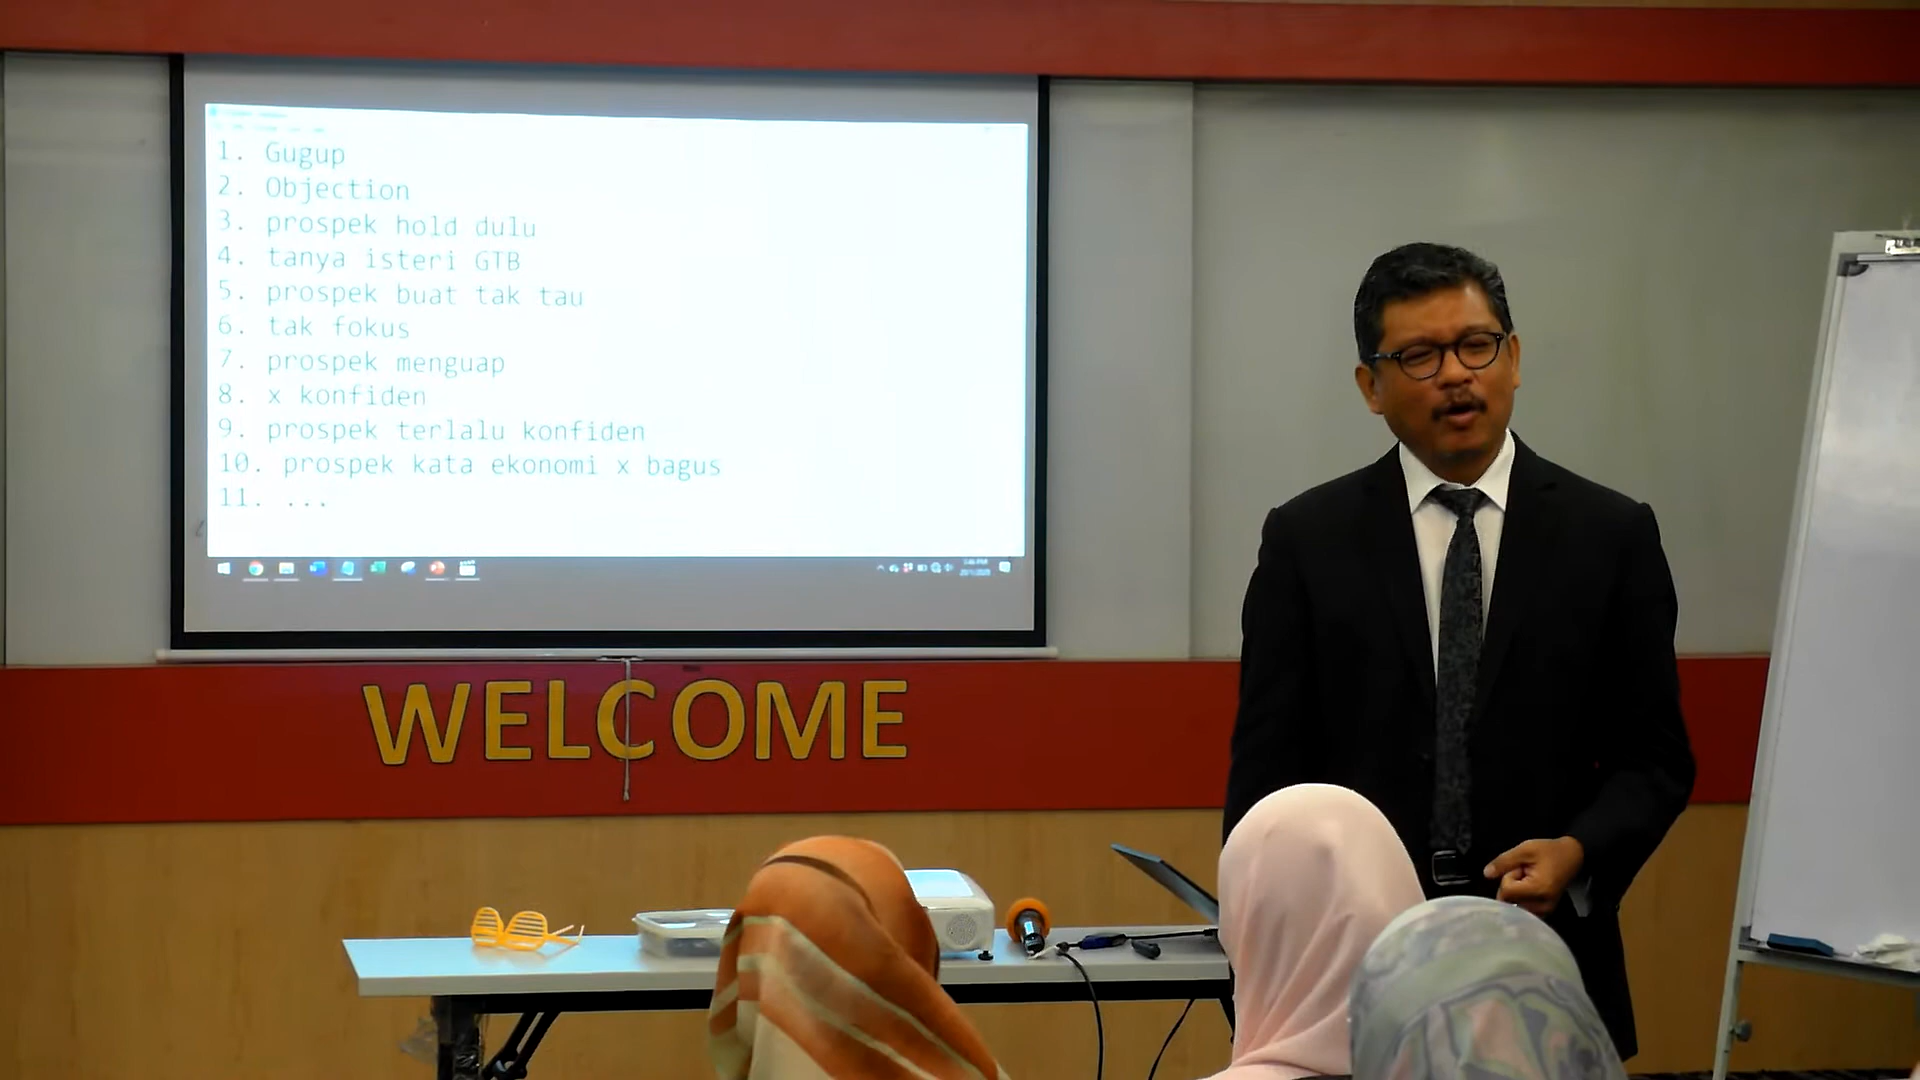 1. Gugup
2. Objection
3. prospek hold dulu
4. tanya isteri GTB
5. prospek buat tak tau
6. tak fokus
7. prospek menguap
8. x konfiden
9. prospek terlalu konfiden
10. prospek kata ekonomi x bagus
11. ...
WELCOME